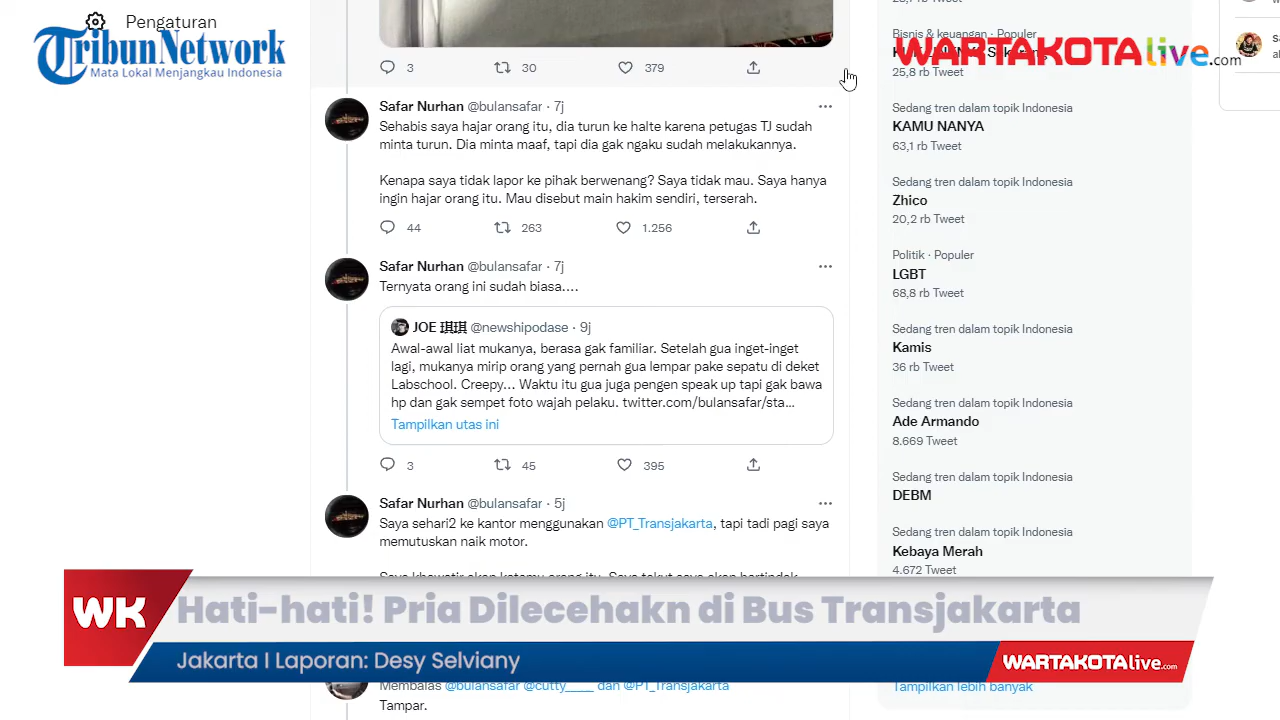 Pengaturan
TribunNetwork
Mata Lokal Menjangkau Indonesia
3 30 379
Safar Nurhan @bulansafar · 7j
Sehabis saya hajar orang itu, dia turun ke halte karena petugas TJ sudah
minta turun. Dia minta maaf, tapi dia gak ngaku sudah melakukannya.
Kenapa saya tidak lapor ke pihak berwenang? Saya tidak mau. Saya hanya
ingin hajar orang itu. Mau disebut main hakim sendiri, terserah.
44 263 1.256
Safar Nurhan @bulansafar · 7j
Ternyata orang ini sudah biasa....
JOE 琪琪 @newshipodase · 9j
Awal-awal liat mukanya, berasa gak familiar. Setelah gua inget-inget
lagi, mukanya mirip orang yang pernah gua lempar pake sepatu di deket
Labschool. Creepy... Waktu itu gua juga pengen speak up tapi gak bawa
hp dan gak sempet foto wajah pelaku. twitter.com/bulansafar/sta...
Tampilkan utas ini
3 45 395
Safar Nurhan @bulansafar · 5j
Saya sehari2 ke kantor menggunakan @PT_Transjakarta, tapi tadi pagi saya
memutuskan naik motor.
Membalas @bulansafar @cutty____ dan @PT_Transjakarta
Tampar.
Bisnis & keuangan · Populer
25,8 rb Tweet
WARTAKOTAlive.com
Sedang tren dalam topik Indonesia
KAMU NANYA
63,1 rb Tweet
Sedang tren dalam topik Indonesia
Zhico
20,2 rb Tweet
Politik · Populer
LGBT
68,8 rb Tweet
Sedang tren dalam topik Indonesia
Kamis
36 rb Tweet
Sedang tren dalam topik Indonesia
Ade Armando
8.669 Tweet
Sedang tren dalam topik Indonesia
DEBM
Sedang tren dalam topik Indonesia
Kebaya Merah
4.672 Tweet
Tampilkan lebih banyak
WK
Hati-hati! Pria Dilecehakn di Bus Transjakarta
Jakarta I Laporan: Desy Selviany
WARTAKOTAlive.com